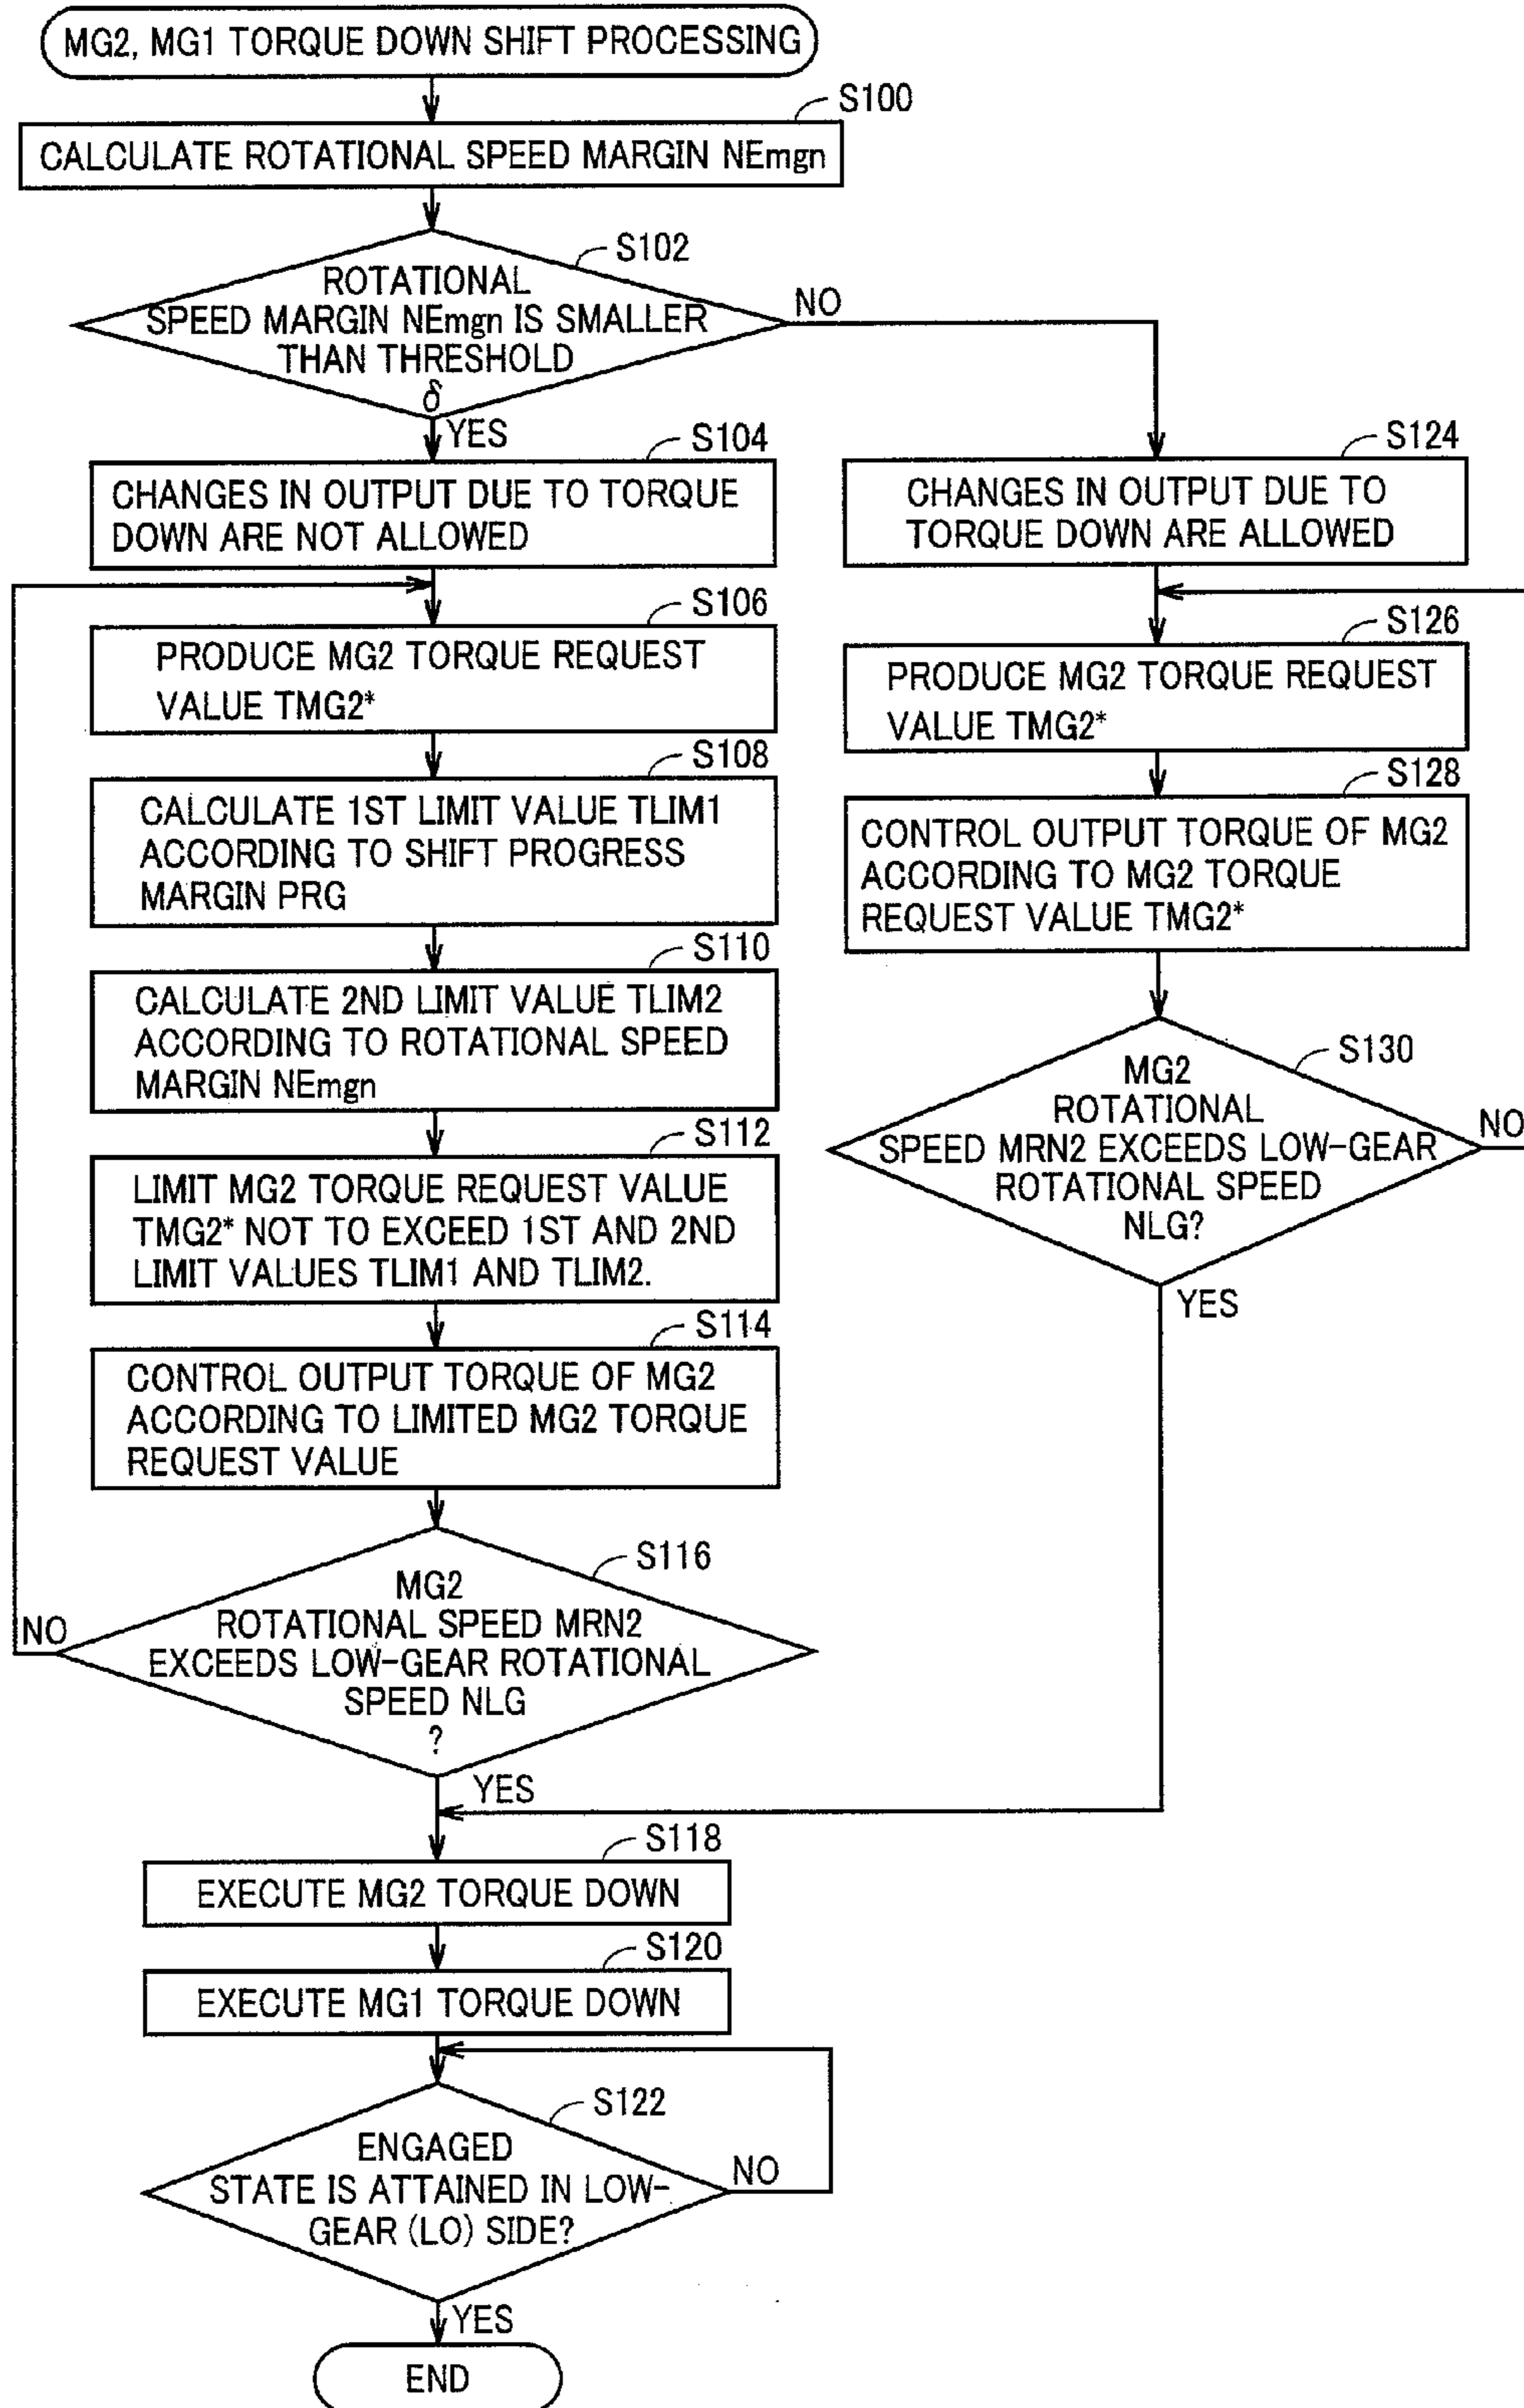 MG2, MG1 TORQUE DOWN SHIFT PROCESSING
S100
CALCULATE ROTATIONAL SPEED MARGIN NEmgn
S102
ROTATIONAL
SPEED MARGIN NEmgn IS SMALLER
THAN THRESHOLD
δ
NO
YES
S104
CHANGES IN OUTPUT DUE TO TORQUE
DOWN ARE NOT ALLOWED
S106
PRODUCE MG2 TORQUE REQUEST
VALUE TMG2*
S108
CALCULATE 1ST LIMIT VALUE TLIM1
ACCORDING TO SHIFT PROGRESS
MARGIN PRG
S110
CALCULATE 2ND LIMIT VALUE TLIM2
ACCORDING TO ROTATIONAL SPEED
MARGIN NEmgn
S112
LIMIT MG2 TORQUE REQUEST VALUE
TMG2* NOT TO EXCEED 1ST AND 2ND
LIMIT VALUES TLIM1 AND TLIM2.
S114
CONTROL OUTPUT TORQUE OF MG2
ACCORDING TO LIMITED MG2 TORQUE
REQUEST VALUE
S116
MG2
ROTATIONAL SPEED MRN2
EXCEEDS LOW-GEAR ROTATIONAL
SPEED NLG
?
NO
YES
S124
CHANGES IN OUTPUT DUE TO
TORQUE DOWN ARE ALLOWED
S126
PRODUCE MG2 TORQUE REQUEST
VALUE TMG2*
S128
CONTROL OUTPUT TORQUE OF MG2
ACCORDING TO MG2 TORQUE
REQUEST VALUE TMG2*
S130
MG2
ROTATIONAL
SPEED MRN2 EXCEEDS LOW-GEAR
ROTATIONAL SPEED
NLG?
NO
YES
S118
EXECUTE MG2 TORQUE DOWN
S120
EXECUTE MG1 TORQUE DOWN
S122
ENGAGED
STATE IS ATTAINED IN LOW-
GEAR (LO) SIDE?
NO
YES
END